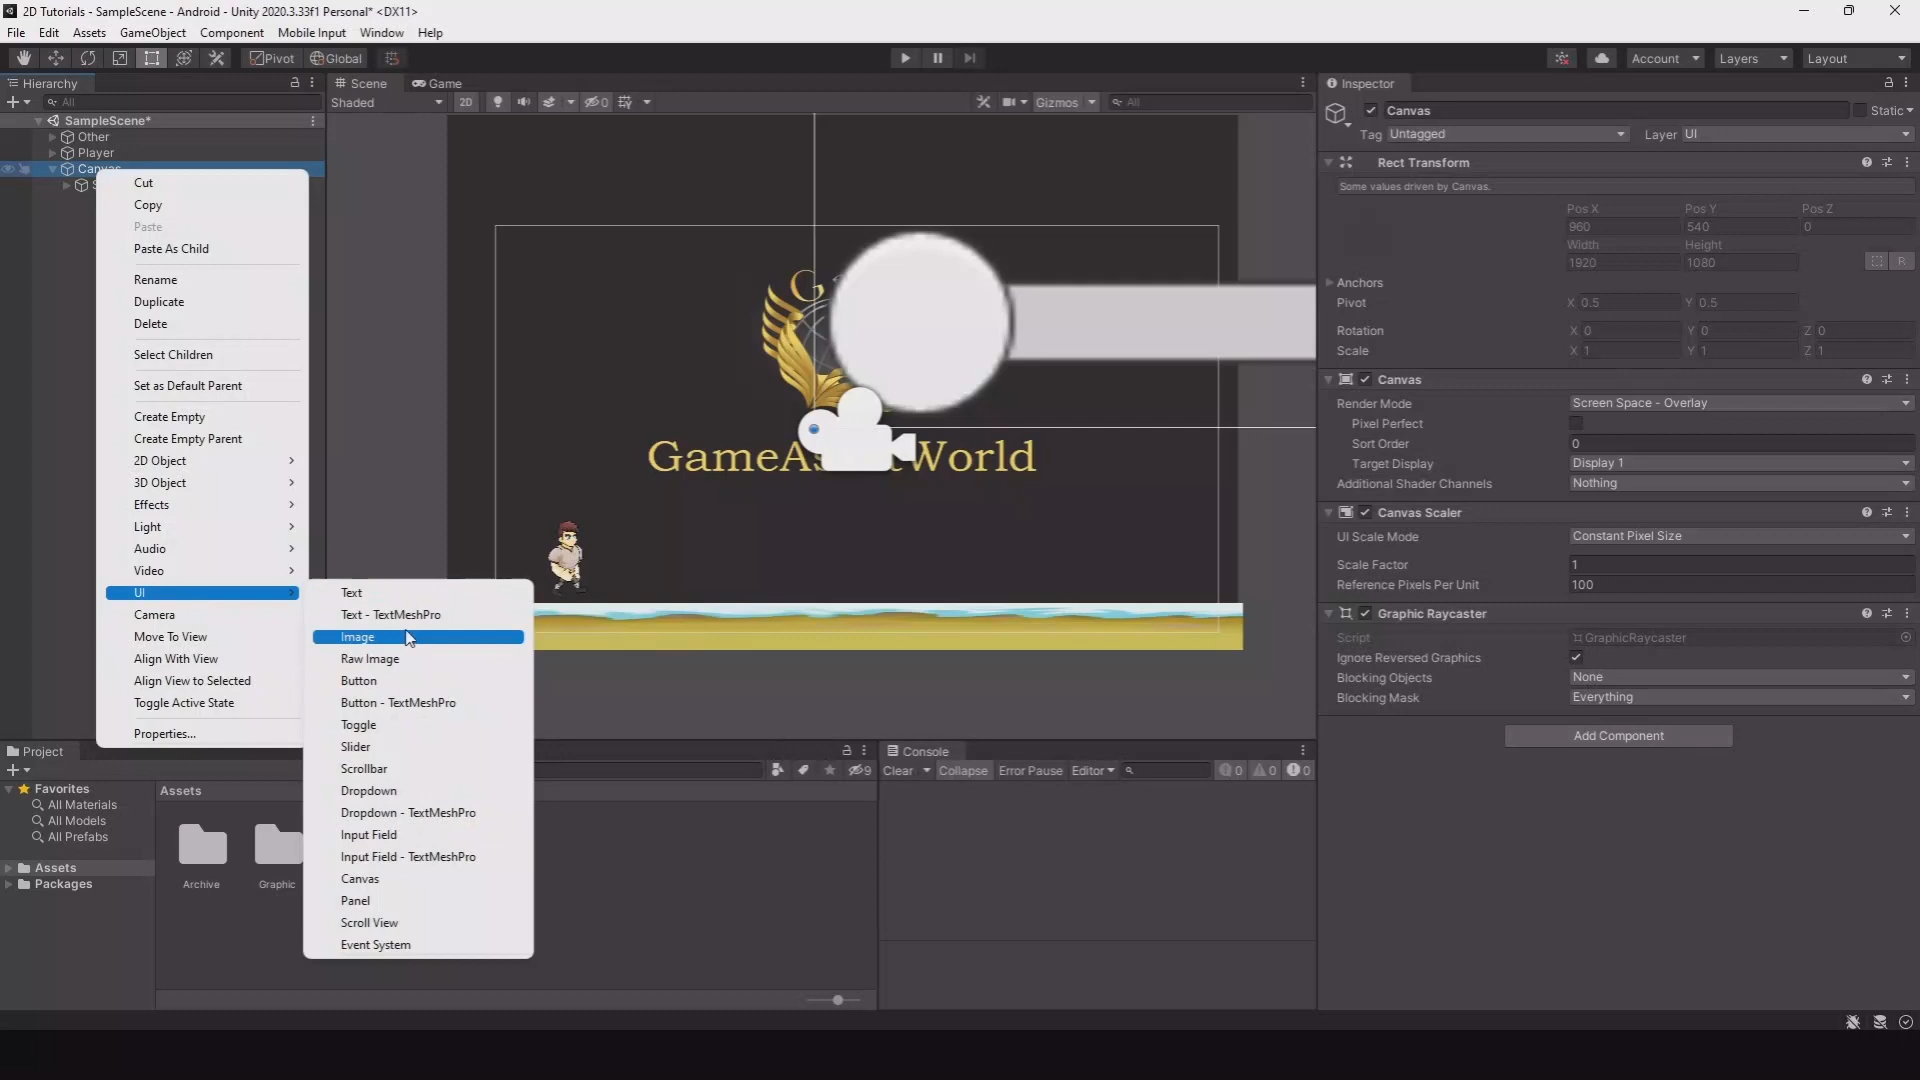 2D Tutorials - SampleScene - Android - Unity 2020.3.33f1 Personal* <DX11>
File Edit Assets GameObject Component Mobile Input Window Help
Pivot Global Account Layers Layout
Hierarchy
All
SampleScene*
Other
Player
Canvas
Cut
Copy
Paste
Paste As Child
Rename
Duplicate
Delete
Select Children
Set as Default Parent
Create Empty
Create Empty Parent
2D Object
3D Object
Effects
Light
Audio
Video
UI
Camera
Move To View
Align With View
Align View to Selected
Toggle Active State
Properties...
Text
Text - TextMeshPro
Image
Raw Image
Button
Button - TextMeshPro
Toggle
Slider
Scrollbar
Dropdown
Dropdown - TextMeshPro
Input Field
Input Field - TextMeshPro
Canvas
Panel
Scroll View
Event System
Scene Game
Shaded 2D 0 Gizmos All
G
GameAs
World
Inspector
Canvas Static
Tag Untagged Layer UI
Rect Transform
Some values driven by Canvas.
Pos X Pos Y Pos Z
960 540 0
Width Height
1920 1080 R
Anchors
Pivot X 0.5 Y 0.5
Rotation X 0 Y 0 Z 0
Scale X 1 Y 1 Z 1
Canvas
Render Mode Screen Space - Overlay
Pixel Perfect
Sort Order 0
Target Display Display 1
Additional Shader Channels Nothing
Canvas Scaler
UI Scale Mode Constant Pixel Size
Scale Factor 1
Reference Pixels Per Unit 100
Graphic Raycaster
Script GraphicRaycaster
Ignore Reversed Graphics
Blocking Objects None
Blocking Mask Everything
Add Component
Project
9
Favorites
All Materials
All Models
All Prefabs
Assets
Packages
Assets
Archive
Graphic
Console
Clear Collapse Error Pause Editor 0 0 0